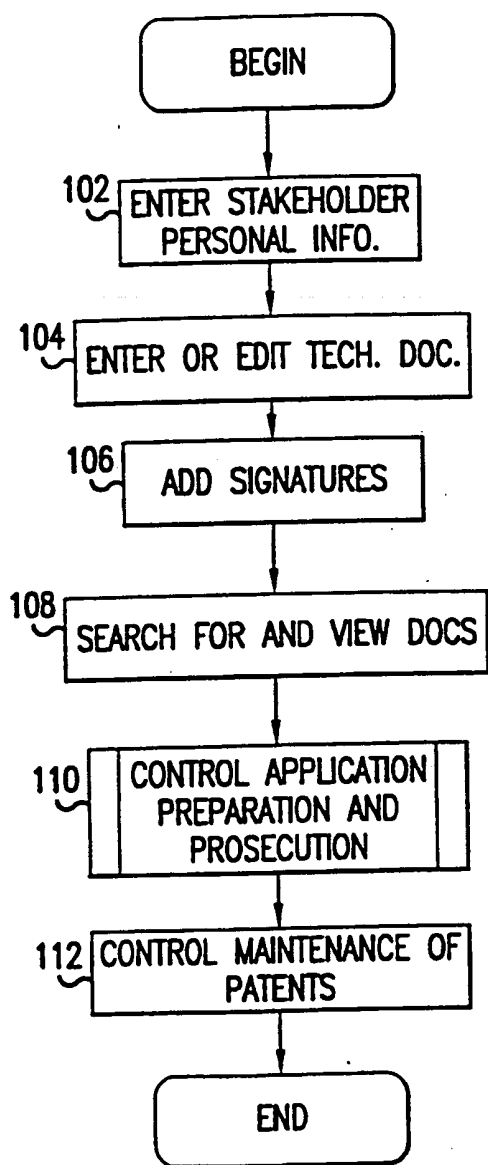 BEGIN
102
ENTER STAKEHOLDER
PERSONAL INFO.
104
ENTER OR EDIT TECH. DOC.
106
ADD SIGNATURES
108
SEARCH FOR AND VIEW DOCS
110
CONTROL APPLICATION
PREPARATION AND
PROSECUTION
112
CONTROL MAINTENANCE OF
PATENTS
END